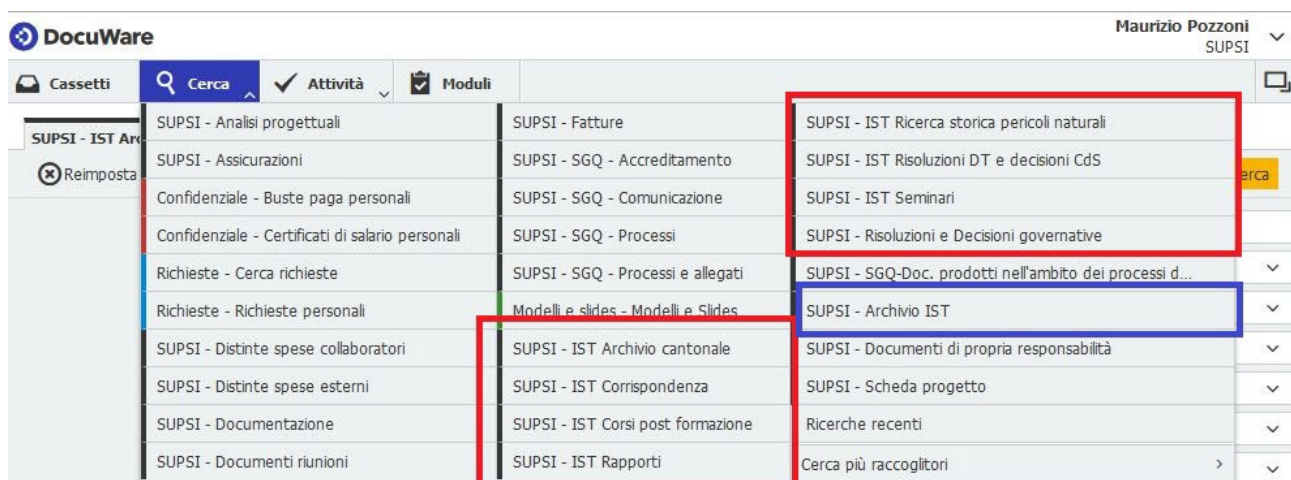 DocuWare
Maurizio Pozzoni
SUPSI
Cassetti
Cerca
Attività
Moduli
SUPSI - IST Arc
Reimposta
erca
SUPSI - Analisi progettuali
SUPSI - Assicurazioni
Confidenziale - Buste paga personali
Confidenziale - Certificati di salario personali
Richieste - Cerca richieste
Richieste - Richieste personali
SUPSI - Distinte spese collaboratori
SUPSI - Distinte spese esterni
SUPSI - Documentazione
SUPSI - Documenti riunioni
SUPSI - Fatture
SUPSI - SGQ - Accreditamento
SUPSI - SGQ - Comunicazione
SUPSI - SGQ - Processi
SUPSI - SGQ - Processi e allegati
Modelli e slides - Modelli e Slides
SUPSI - IST Archivio cantonale
SUPSI - IST Corrispondenza
SUPSI - IST Corsi post formazione
SUPSI - IST Rapporti
SUPSI - IST Ricerca storica pericoli naturali
SUPSI - IST Risoluzioni DT e decisioni CdS
SUPSI - IST Seminari
SUPSI - Risoluzioni e Decisioni governative
SUPSI - SGQ-Doc. prodotti nell'ambito dei processi d...
SUPSI - Archivio IST
SUPSI - Documenti di propria responsabilità
SUPSI - Scheda progetto
Ricerche recenti
Cerca più raccoglitori